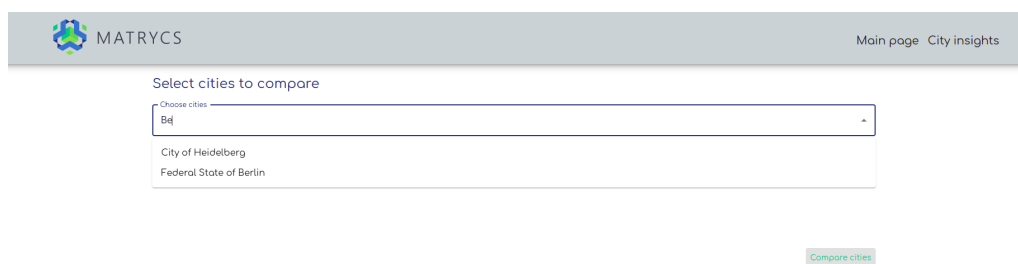 MATRYCS
Main page City insights
Select cities to compare
Choose cities
Be
City of Heidelberg
Federal State of Berlin
Compare cities